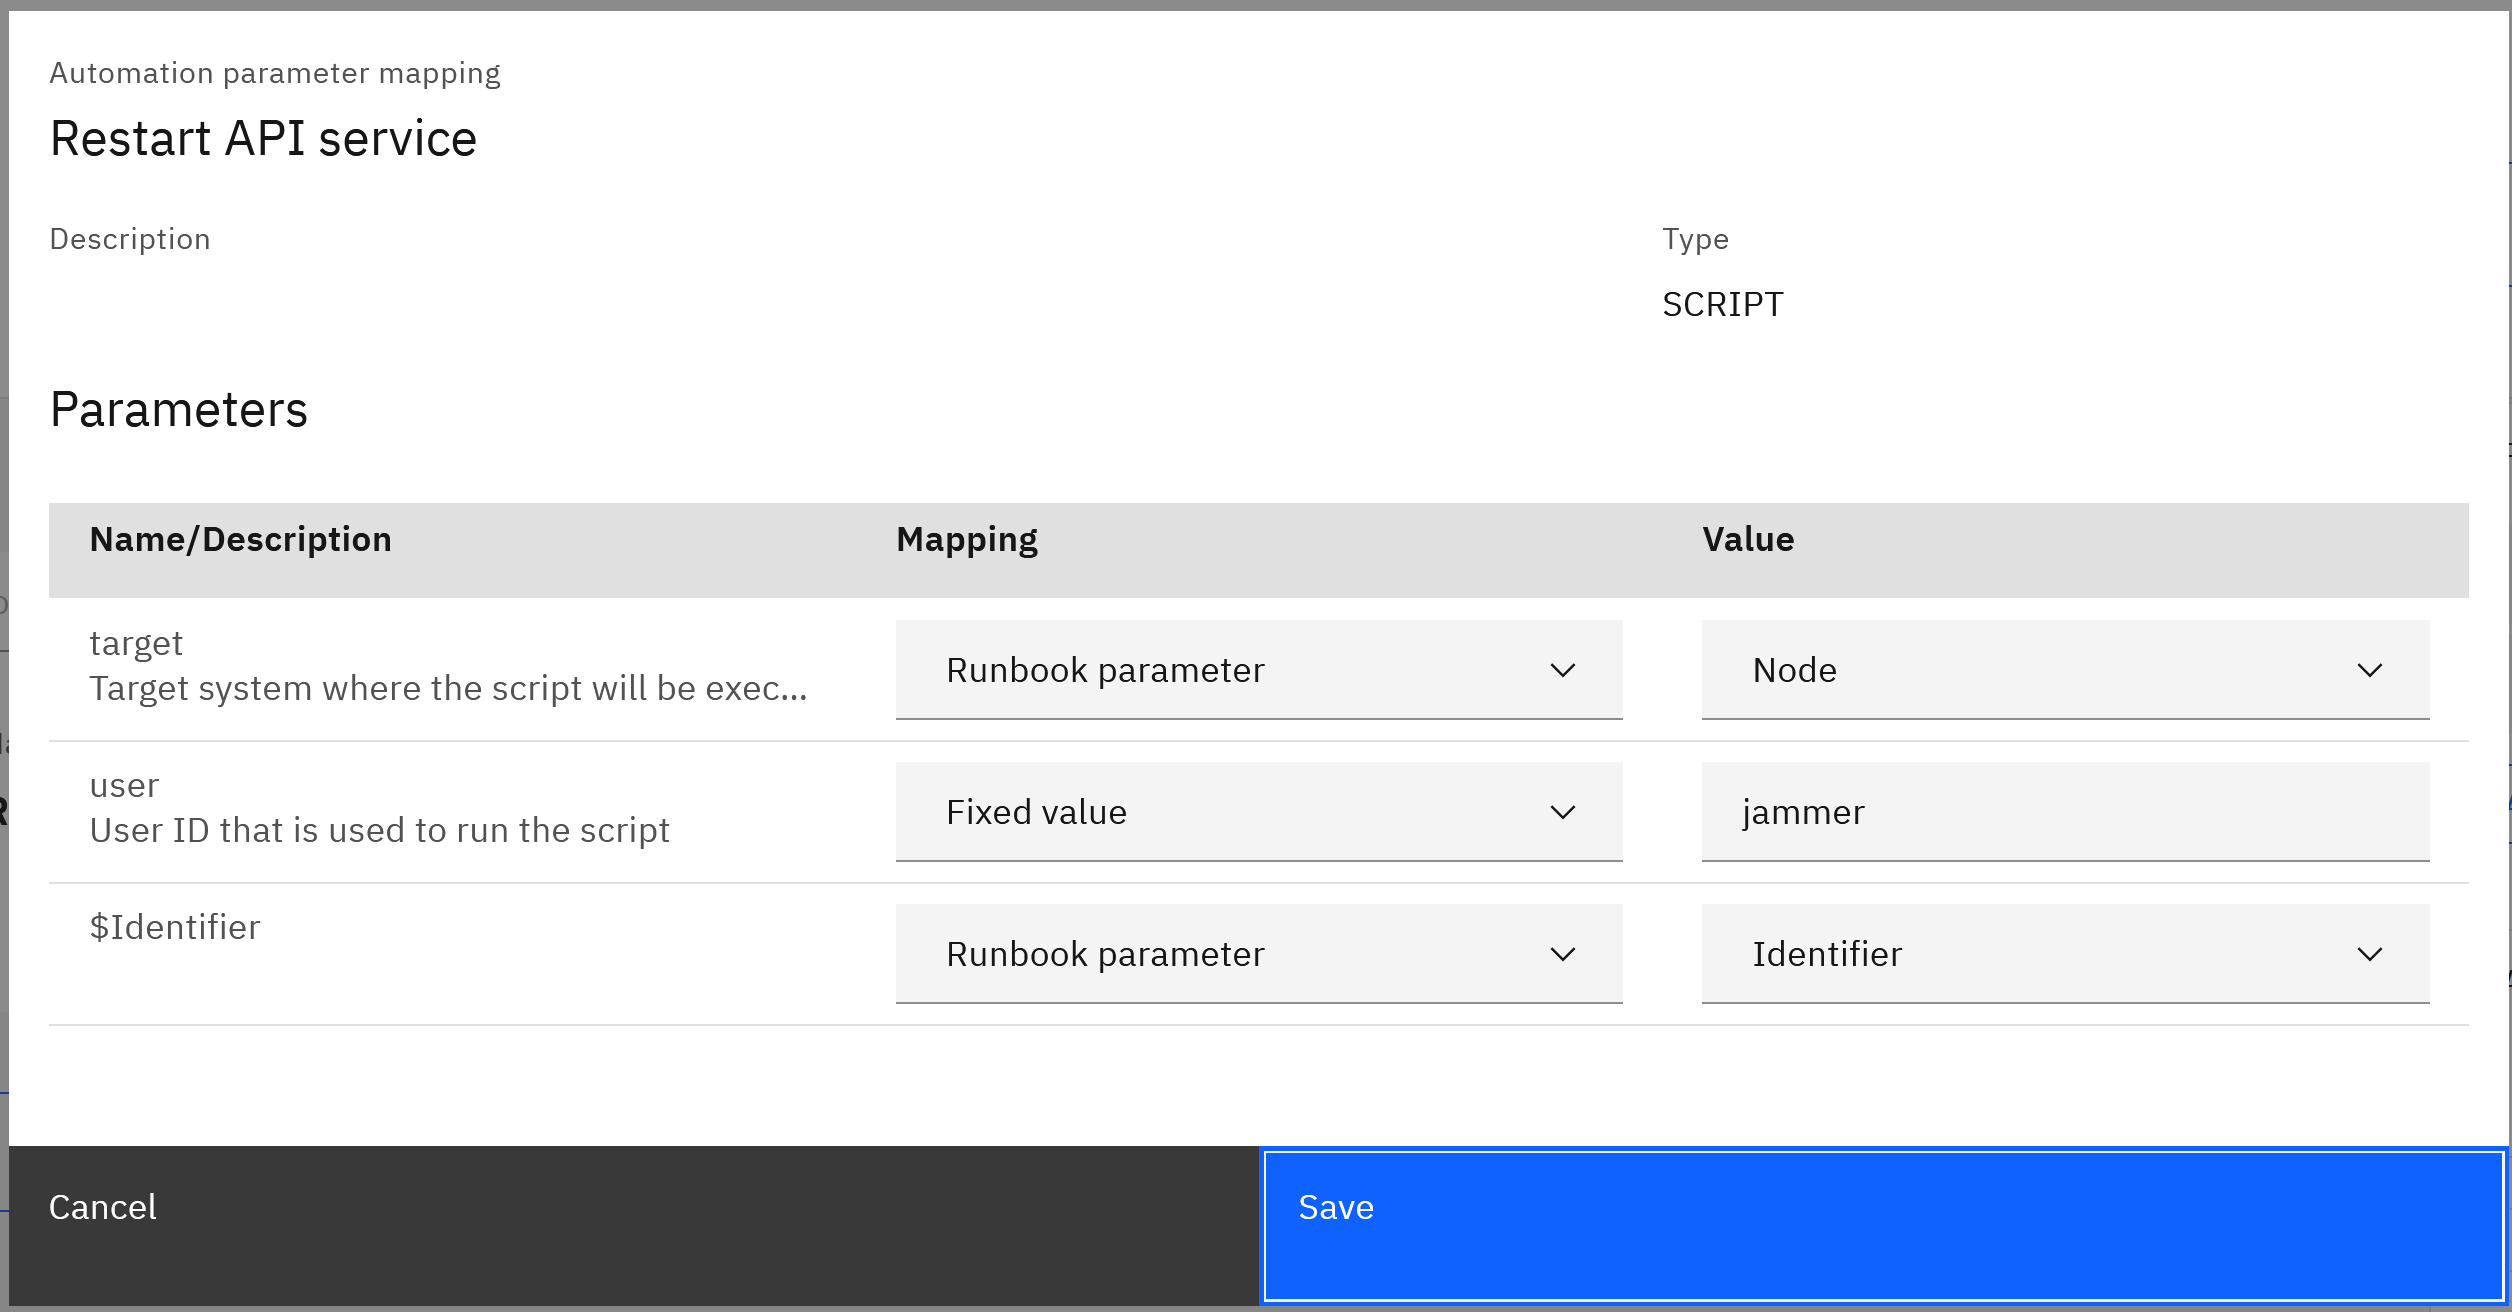 Automation parameter mapping
Restart API service
Description
Type
SCRIPT
Parameters
Name/Description Mapping Value
target
Target system where the script will be exec...
Runbook parameter
Node
user
User ID that is used to run the script
Fixed value
jammer
$Identifier
Runbook parameter
Identifier
Cancel
Save